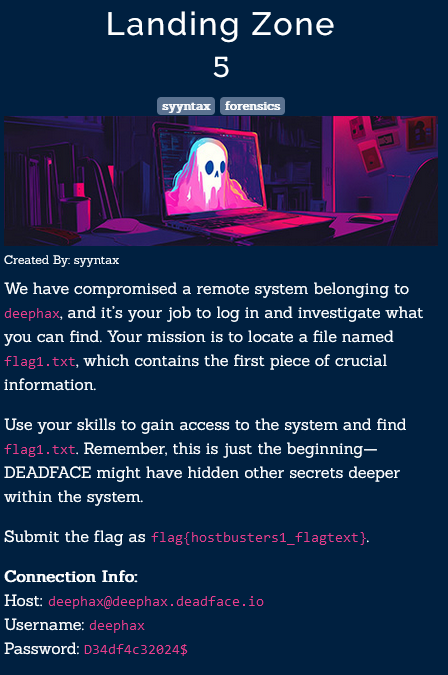 Landing Zone
5
syyntax forensics
Created By: syyntax
We have compromised a remote system belonging to
deephax, and it's your job to log in and investigate what
you can find. Your mission is to locate a file named
flag1.txt, which contains the first piece of crucial
information.
Use your skills to gain access to the system and find
flag1.txt. Remember, this is just the beginning—
DEADFACE might have hidden other secrets deeper
within the system.
Submit the flag as flag{hostbusters1_flagtext}.
Connection Info:
Host: deephax@deephax.deadface.io
Username: deephax
Password: D34df4c32024$